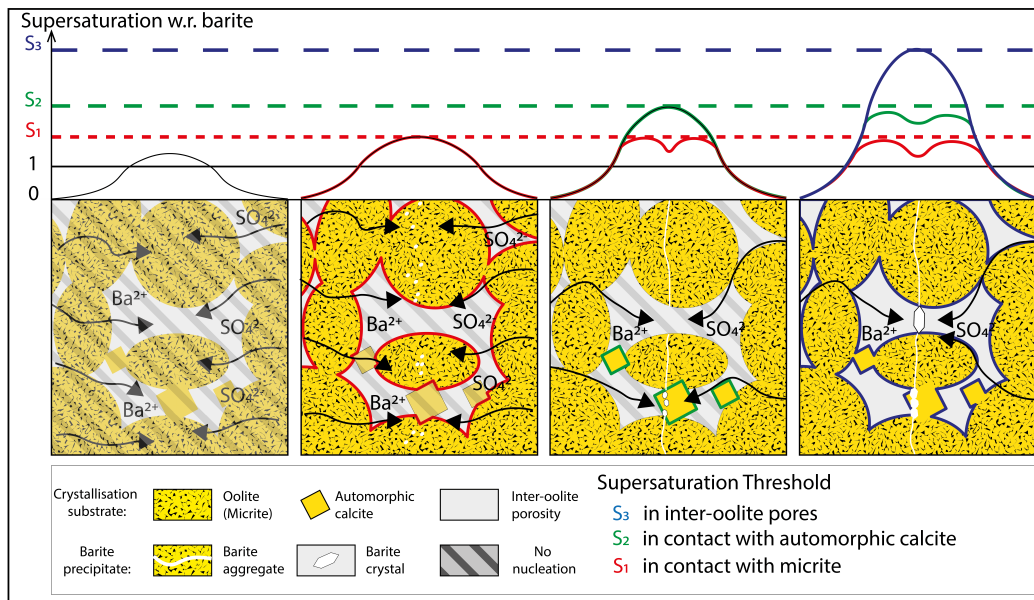 Supersaturation w.r. barite
S₃
S₂
S₁
1
0
SO₄²⁻
Ba²⁺
SO₄²⁻
Ba²⁺
SO₄²⁻
SO₄²⁻
Ba²⁺
SO₄²⁻
Ba²⁺
SO₄
Ba²⁺
SO₄²⁻
Ba²⁺
SO₄²⁻
Crystallisation
substrate:
Oolite
(Micrite)
Automorphic
calcite
Inter-oolite
porosity
Barite
precipitate:
Barite
aggregate
Barite
crystal
No
nucleation
Supersaturation Threshold
S₃ in inter-oolite pores
S₂ in contact with automorphic calcite
S₁ in contact with micrite